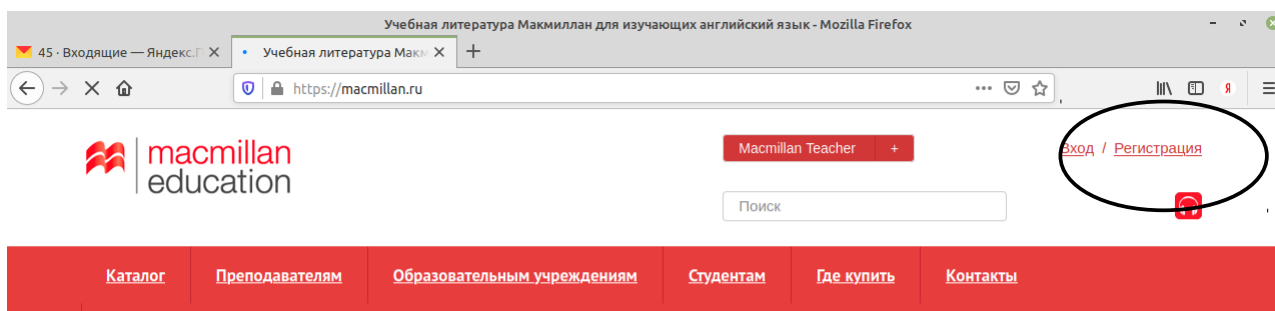 Учебная литература Макмиллан для изучающих английский язык - Mozilla Firefox
45 · Входящие — Яндекс.П
Учебная литература Макм
https://macmillan.ru
Я
macmillan
education
Macmillan Teacher +
Вход / Регистрация
Поиск
Каталог Преподавателям Образовательным учреждениям Студентам Где купить Контакты